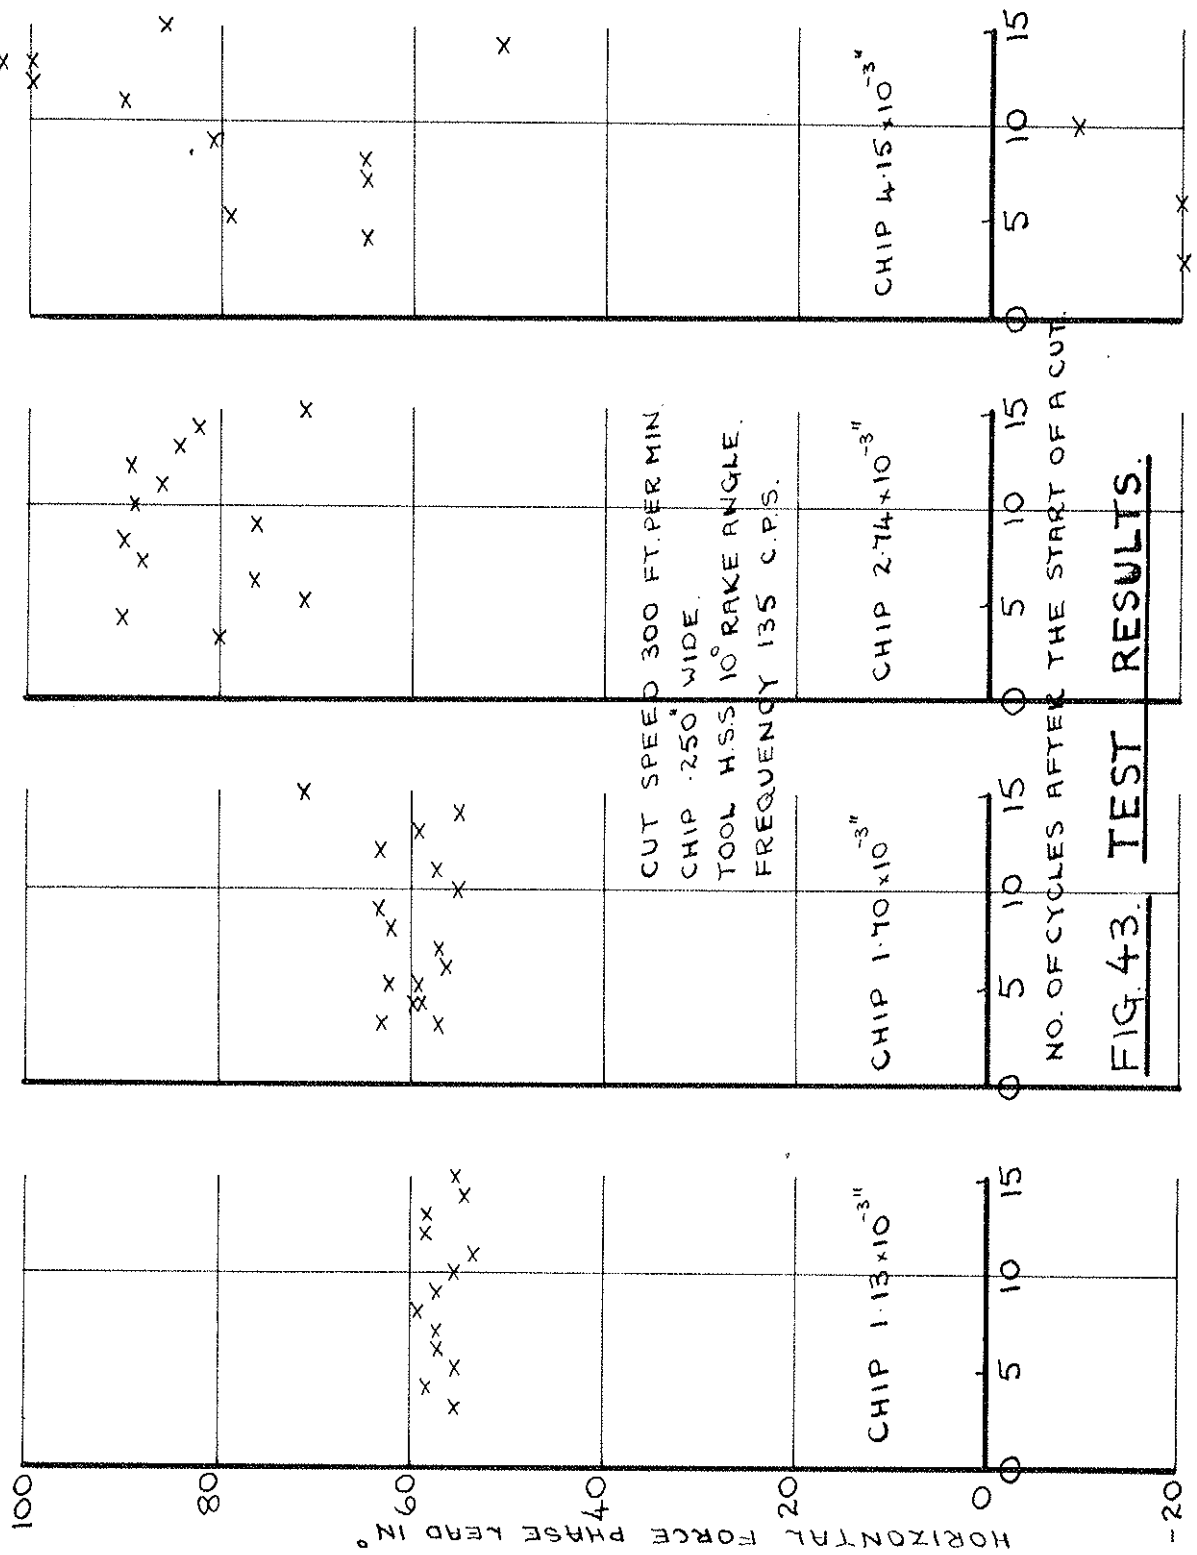 HORIZONTAL FORCE PHASE LEAD IN °
100
80
60
40
20
0
-20
0 5 10 15
0 5 10 15
0 5 10 15
0 5 10 15
CHIP 1·13×10⁻³"
CHIP 1·70×10⁻³"
CHIP 2·74×10⁻³"
CHIP 4·15×10⁻³"
CUT SPEED 300 FT. PER MIN.
CHIP ·250" WIDE.
TOOL H.S.S 10° RAKE ANGLE.
FREQUENCY 135 C.P.S.
NO. OF CYCLES AFTER THE START OF A CUT.
FIG. 43. TEST RESULTS.